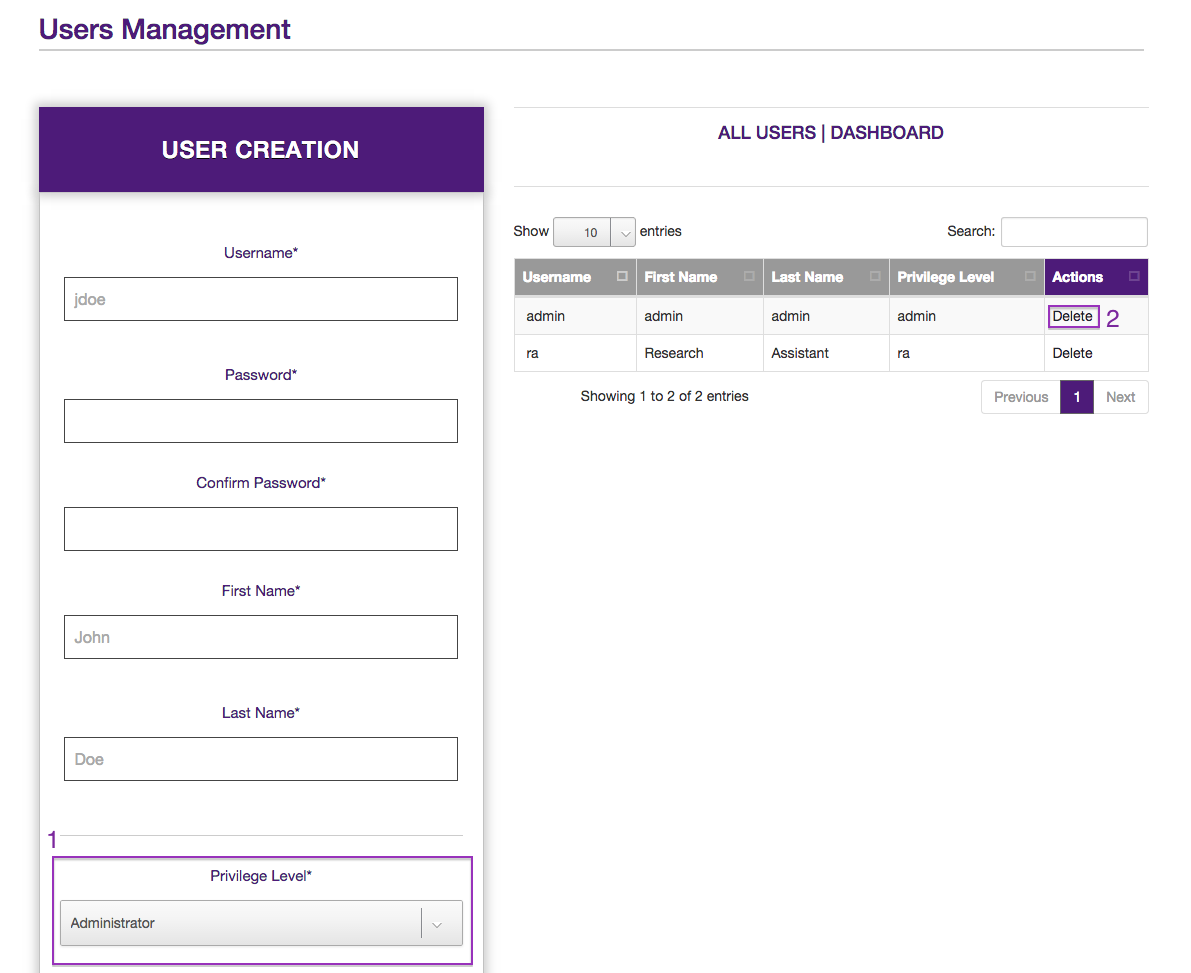 Users Management
USER CREATION
Username*
jdoe
Password*
Confirm Password*
First Name*
John
Last Name*
Doe
1
Privilege Level*
Administrator
ALL USERS | DASHBOARD
Show 10 entries Search:
Username First Name Last Name Privilege Level Actions
admin admin admin admin Delete 2
ra Research Assistant ra Delete
Showing 1 to 2 of 2 entries Previous 1 Next